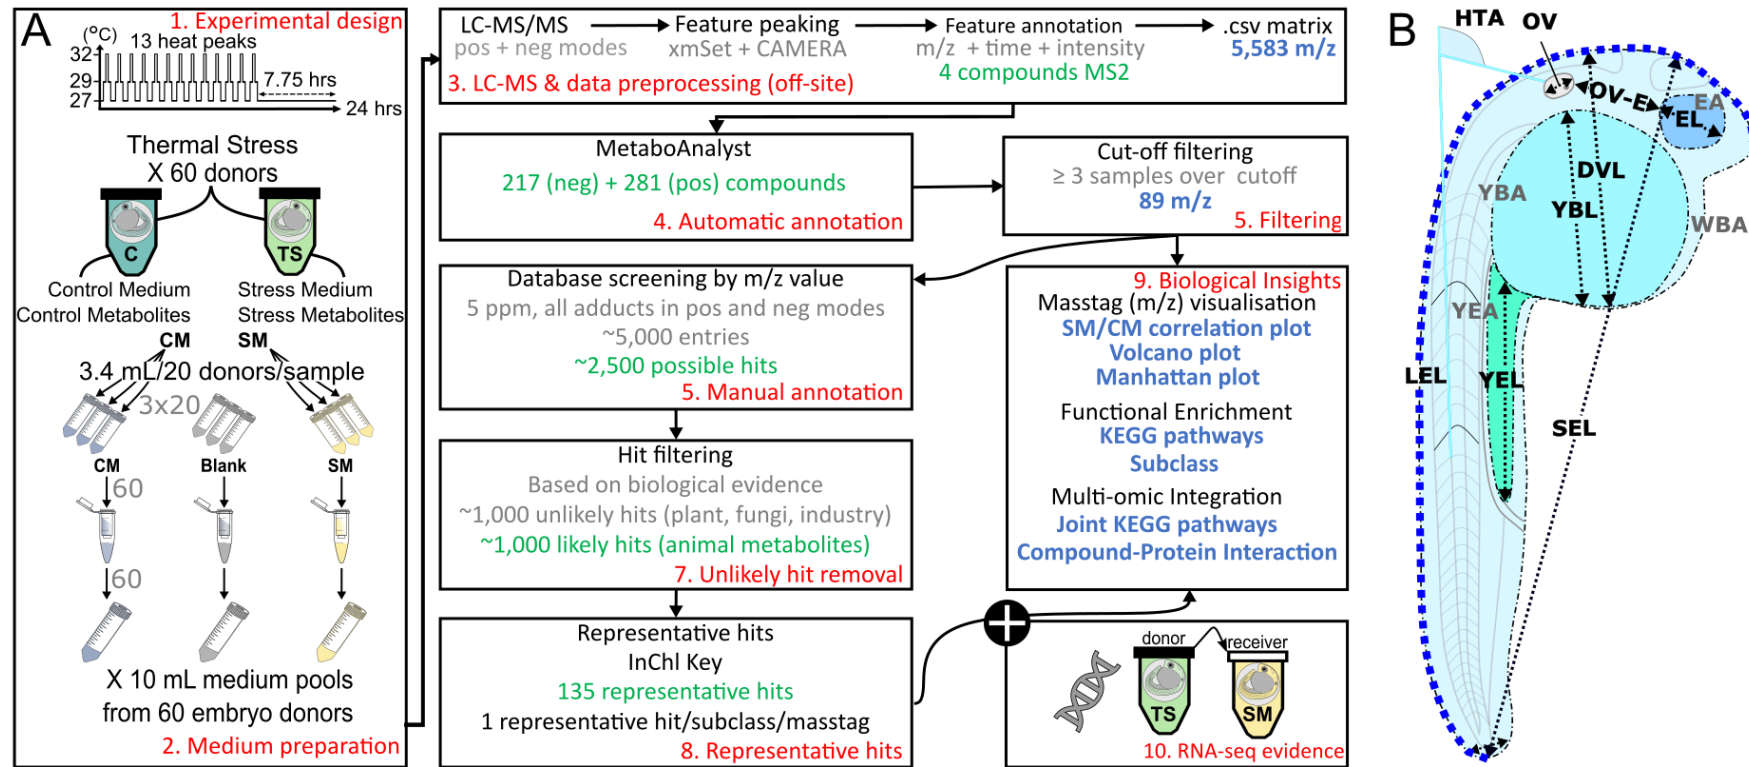 A
1. Experimental design
(°C)
13 heat peaks
32
29
27
7.75 hrs
24 hrs
Thermal Stress
X 60 donors
C
TS
Control Medium
Control Metabolites
CM
Stress Medium
Stress Metabolites
SM
3.4 mL/20 donors/sample
3x20
CM
Blank
SM
60
60
X 10 mL medium pools
from 60 embryo donors
2. Medium preparation
LC-MS/MS
pos + neg modes
Feature peaking
xmSet + CAMERA
Feature annotation
m/z + time + intensity
4 compounds MS2
.csv matrix
5,583 m/z
3. LC-MS & data preprocessing (off-site)
MetaboAnalyst
217 (neg) + 281 (pos) compounds
4. Automatic annotation
Cut-off filtering
≥ 3 samples over cutoff
89 m/z
5. Filtering
Database screening by m/z value
5 ppm, all adducts in pos and neg modes
~5,000 entries
~2,500 possible hits
5. Manual annotation
Hit filtering
Based on biological evidence
~1,000 unlikely hits (plant, fungi, industry)
~1,000 likely hits (animal metabolites)
7. Unlikely hit removal
Representative hits
InChl Key
135 representative hits
1 representative hit/subclass/masstag
8. Representative hits
9. Biological Insights
Masstag (m/z) visualisation
SM/CM correlation plot
Volcano plot
Manhattan plot
Functional Enrichment
KEGG pathways
Subclass
Multi-omic Integration
Joint KEGG pathways
Compound-Protein Interaction
donor
receiver
TS
SM
10. RNA-seq evidence
B
HTA
OV
OV-E
EA
EL
DVL
YBA
YBL
WBA
YEA
LEL
YEL
SEL